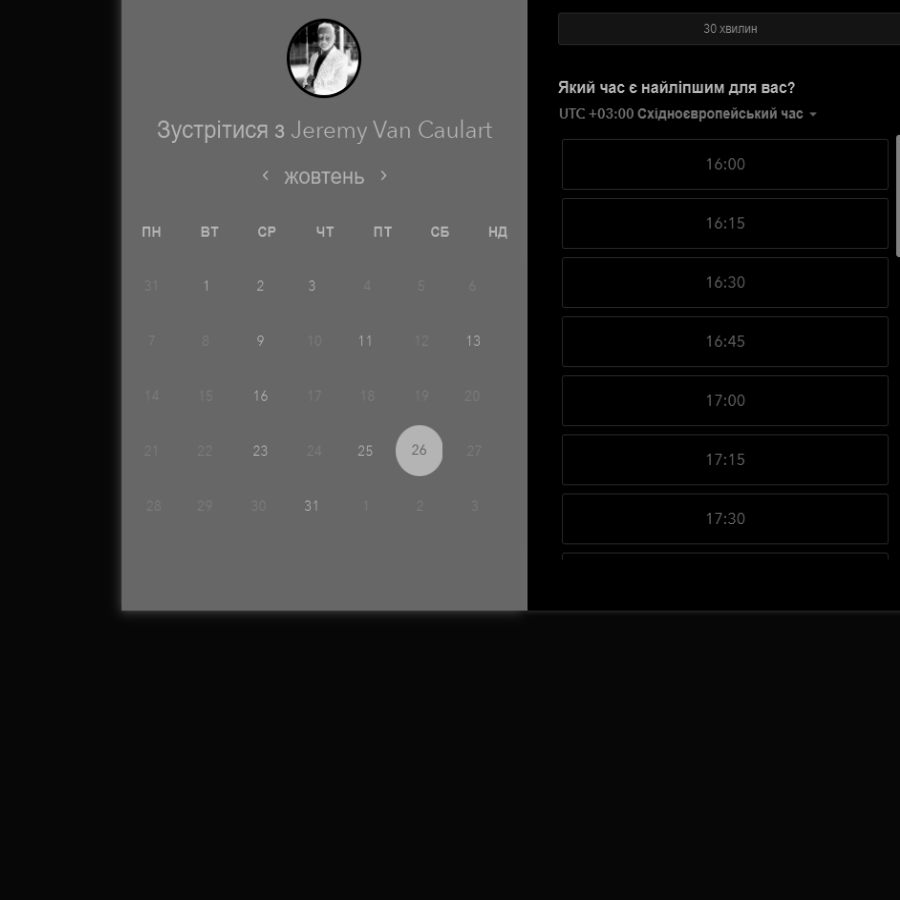 Зустрітися з Jeremy Van Caulart
‹ жовтень ›
ПН ВТ СР ЧТ ПТ СБ НД
31 1 2 3 4 5 6
7 8 9 10 11 12 13
14 15 16 17 18 19 20
21 22 23 24 25 26 27
28 29 30 31 1 2 3
30 хвилин
Який час є найліпшим для вас?
UTC +03:00 Східноєвропейський час
16:00
16:15
16:30
16:45
17:00
17:15
17:30